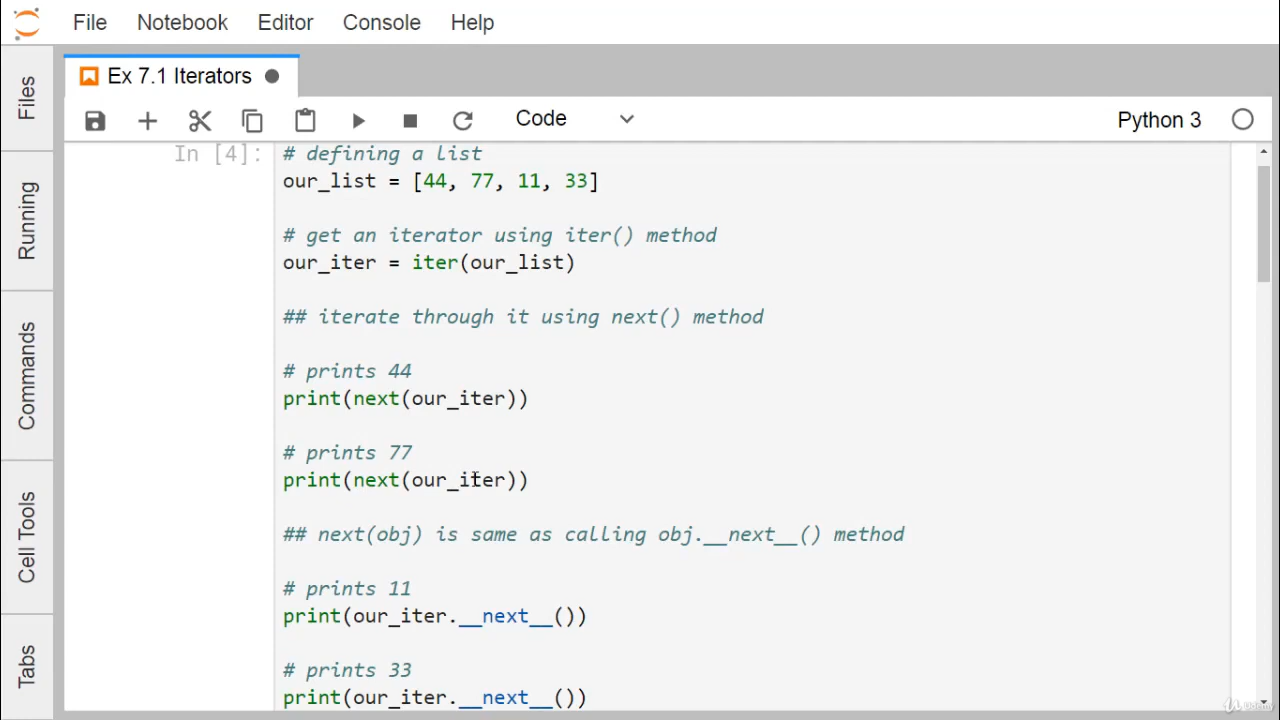 File Notebook Editor Console Help
Ex 7.1 Iterators
Code Python 3
Files
Running
Commands
Cell Tools
Tabs
In [4]:
# defining a list
our_list = [44, 77, 11, 33]
# get an iterator using iter() method
our_iter = iter(our_list)
## iterate through it using next() method
# prints 44
print(next(our_iter))
# prints 77
print(next(our_iter))
## next(obj) is same as calling obj.__next__() method
# prints 11
print(our_iter.__next__())
# prints 33
print(our_iter.__next__())
Udemy